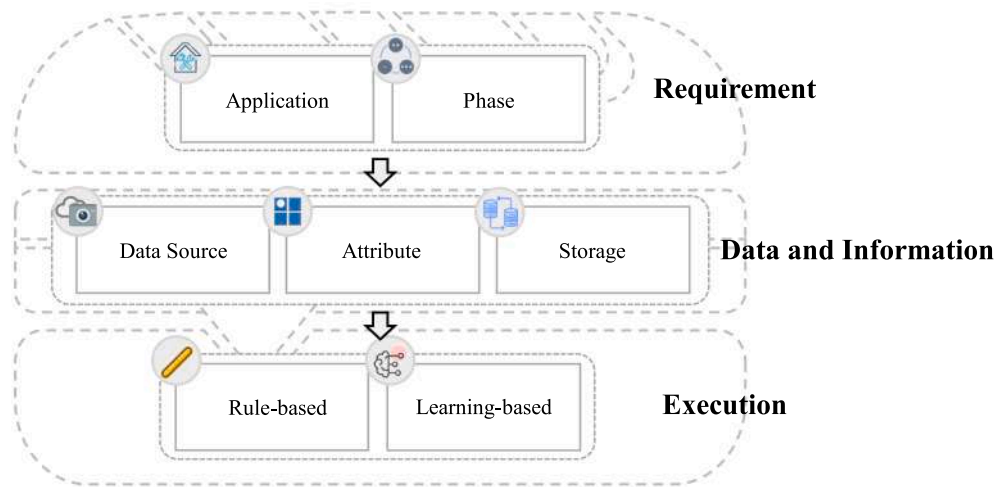 Application
Phase
Requirement
Data Source
Attribute
Storage
Data and Information
Rule-based
Learning-based
Execution